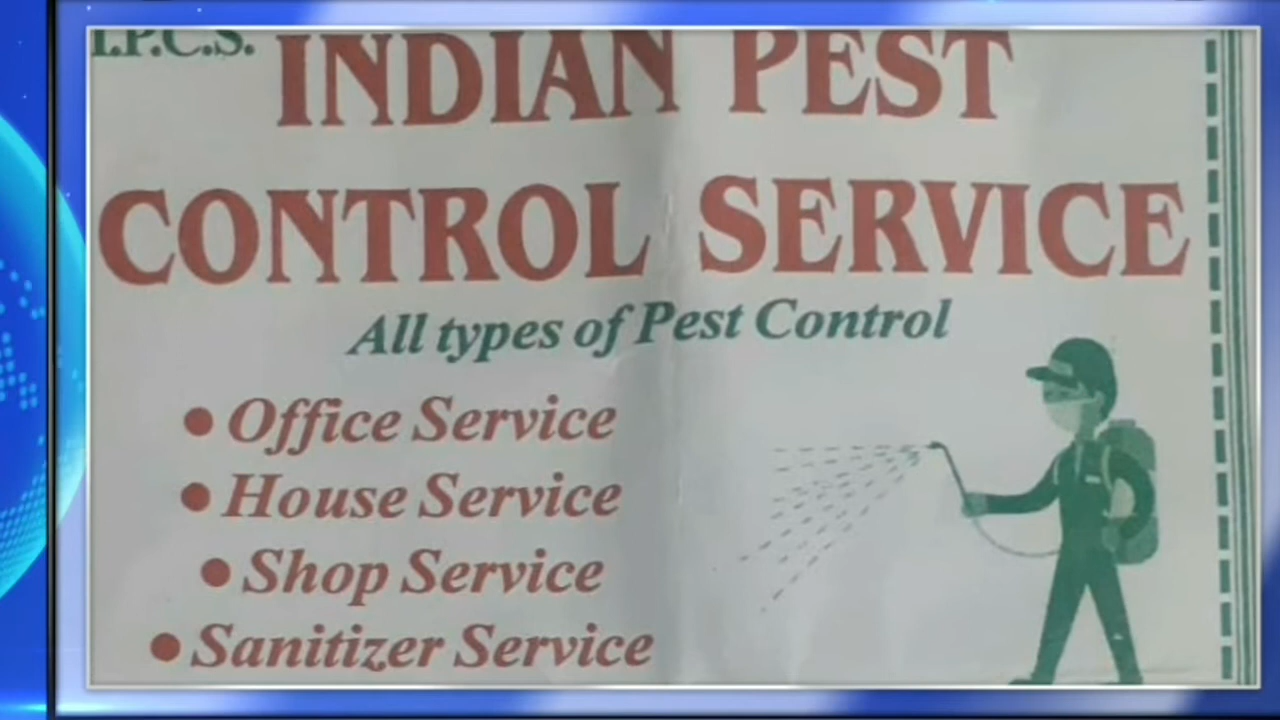 I.P.C.S.
INDIAN PEST
CONTROL SERVICE
All types of Pest Control
• Office Service
• House Service
• Shop Service
• Sanitizer Service